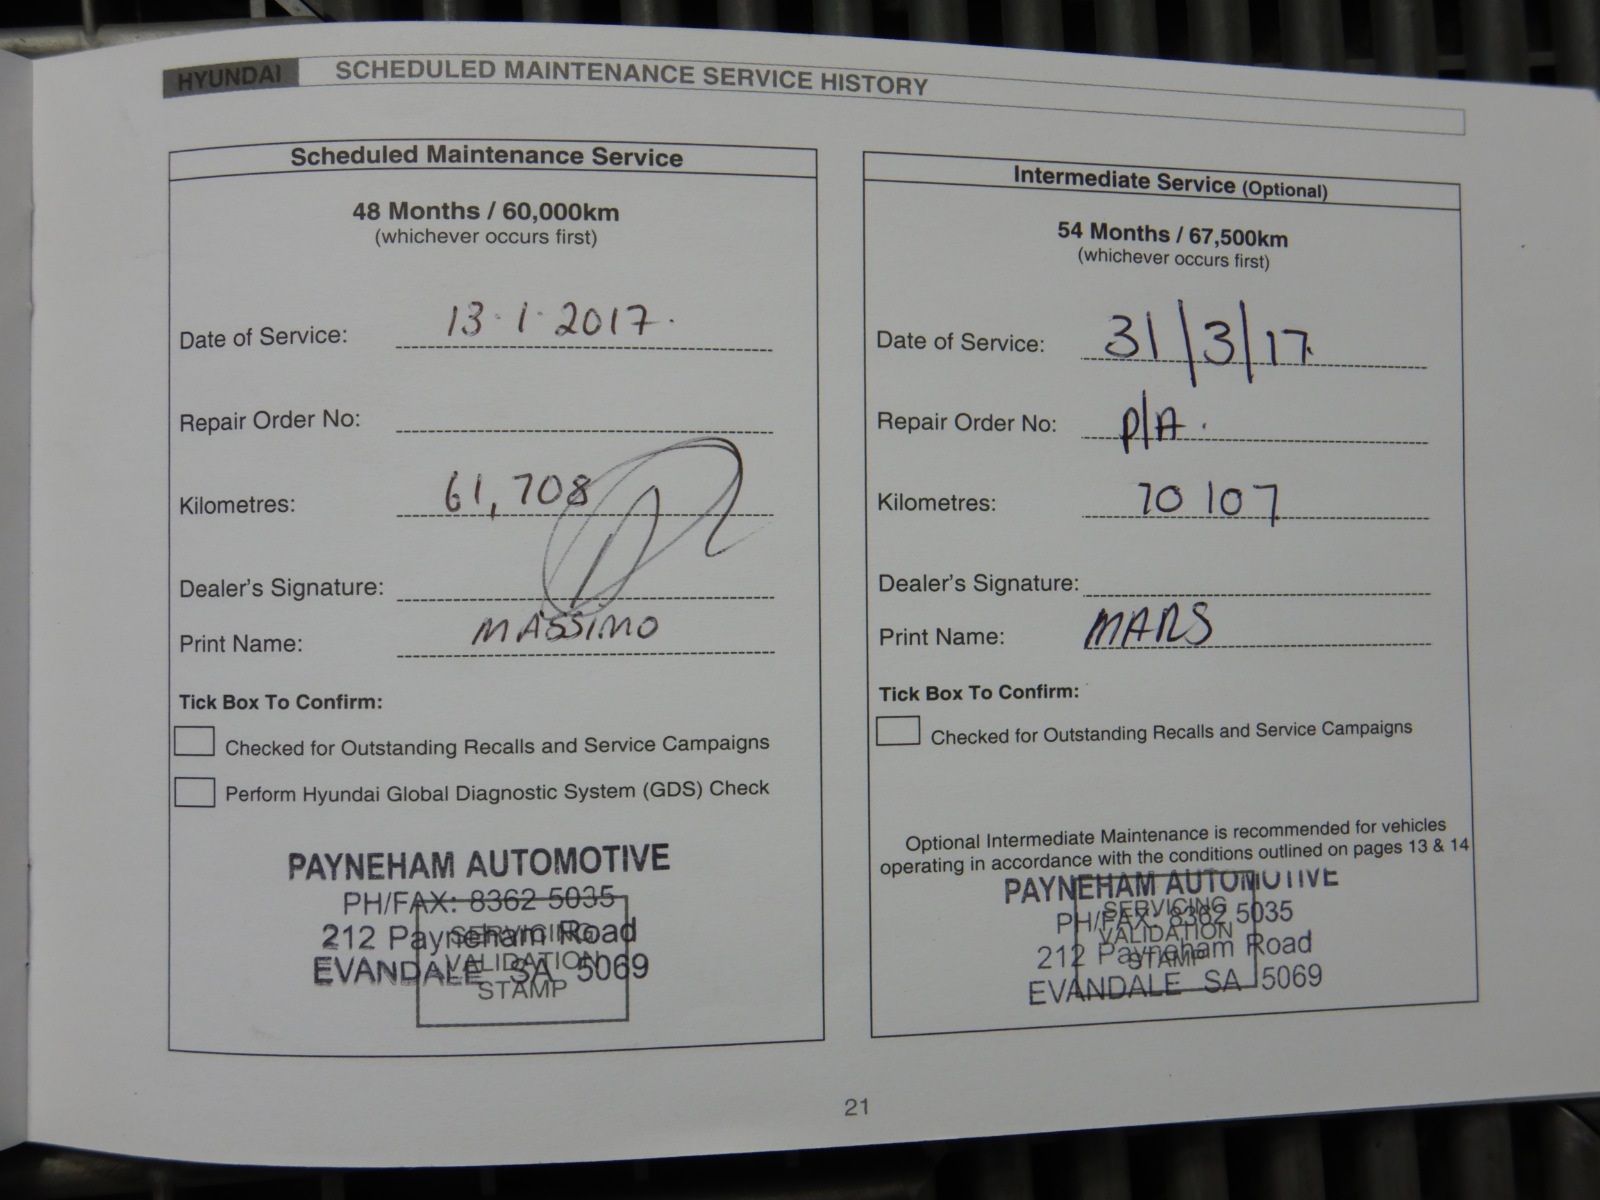 HYUNDAI SCHEDULED MAINTENANCE SERVICE HISTORY
Scheduled Maintenance Service
48 Months / 60,000km
(whichever occurs first)
Date of Service: 13·1·2017.
Repair Order No:
Kilometres: 61,708
Dealer's Signature:
Print Name: MASSIMO
Tick Box To Confirm:
Checked for Outstanding Recalls and Service Campaigns
Perform Hyundai Global Diagnostic System (GDS) Check
PAYNEHAM AUTOMOTIVE
PH/FAX: 8362 5035
212 Payneham Road
EVANDALE SA 5069
SERVICING
VALIDATION
STAMP
Intermediate Service (Optional)
54 Months / 67,500km
(whichever occurs first)
Date of Service: 31/3/17.
Repair Order No: P/A.
Kilometres: 70 107
Dealer's Signature:
Print Name: MARS
Tick Box To Confirm:
Checked for Outstanding Recalls and Service Campaigns
Optional Intermediate Maintenance is recommended for vehicles
operating in accordance with the conditions outlined on pages 13 & 14
PAYNEHAM AUTOMOTIVE
PH/FAX: 8362 5035
212 Payneham Road
EVANDALE SA 5069
SERVICING
VALIDATION
STAMP
21